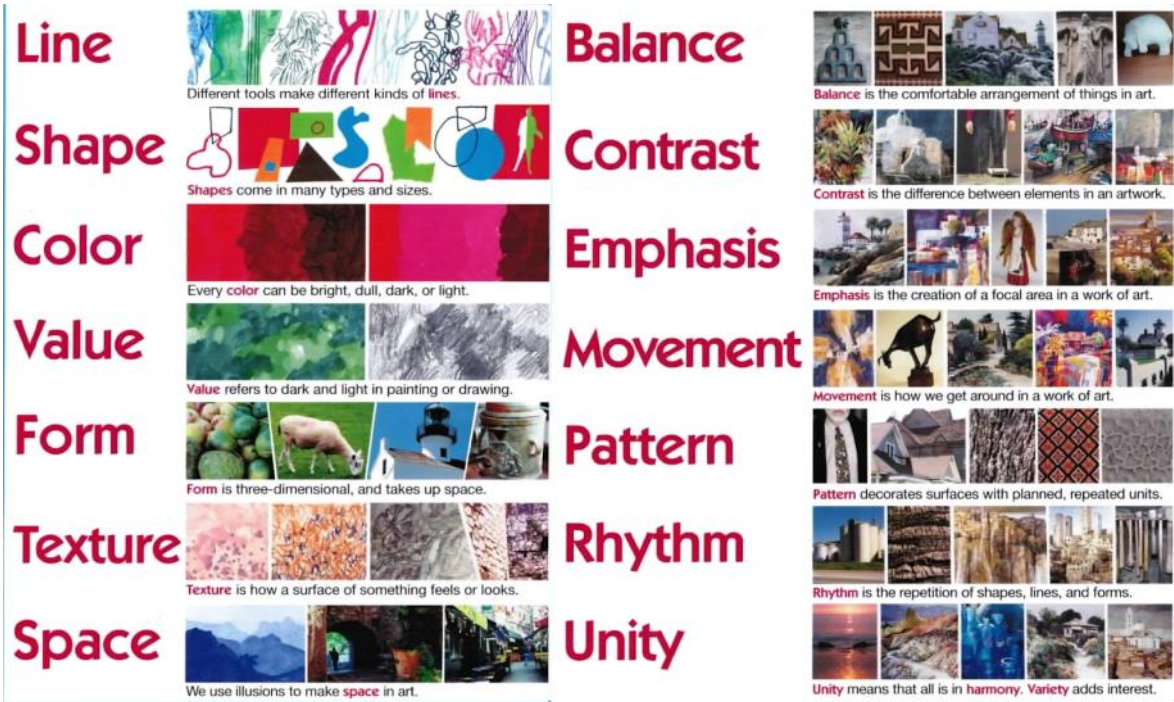 Line
Different tools make different kinds of lines.
Shape
Shapes come in many types and sizes.
Color
Every color can be bright, dull, dark, or light.
Value
Value refers to dark and light in painting or drawing.
Form
Form is three-dimensional, and takes up space.
Texture
Texture is how a surface of something feels or looks.
Space
We use illusions to make space in art.
Balance
Balance is the comfortable arrangement of things in art.
Contrast
Contrast is the difference between elements in an artwork.
Emphasis
Emphasis is the creation of a focal area in a work of art.
Movement
Movement is how we get around in a work of art.
Pattern
Pattern decorates surfaces with planned, repeated units.
Rhythm
Rhythm is the repetition of shapes, lines, and forms.
Unity
Unity means that all is in harmony. Variety adds interest.